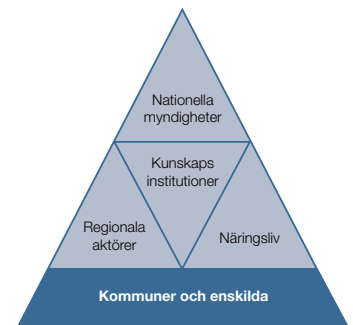 Nationella
myndigheter
Kunskaps
institutioner
Regionala
aktörer
Näringsliv
Kommuner och enskilda